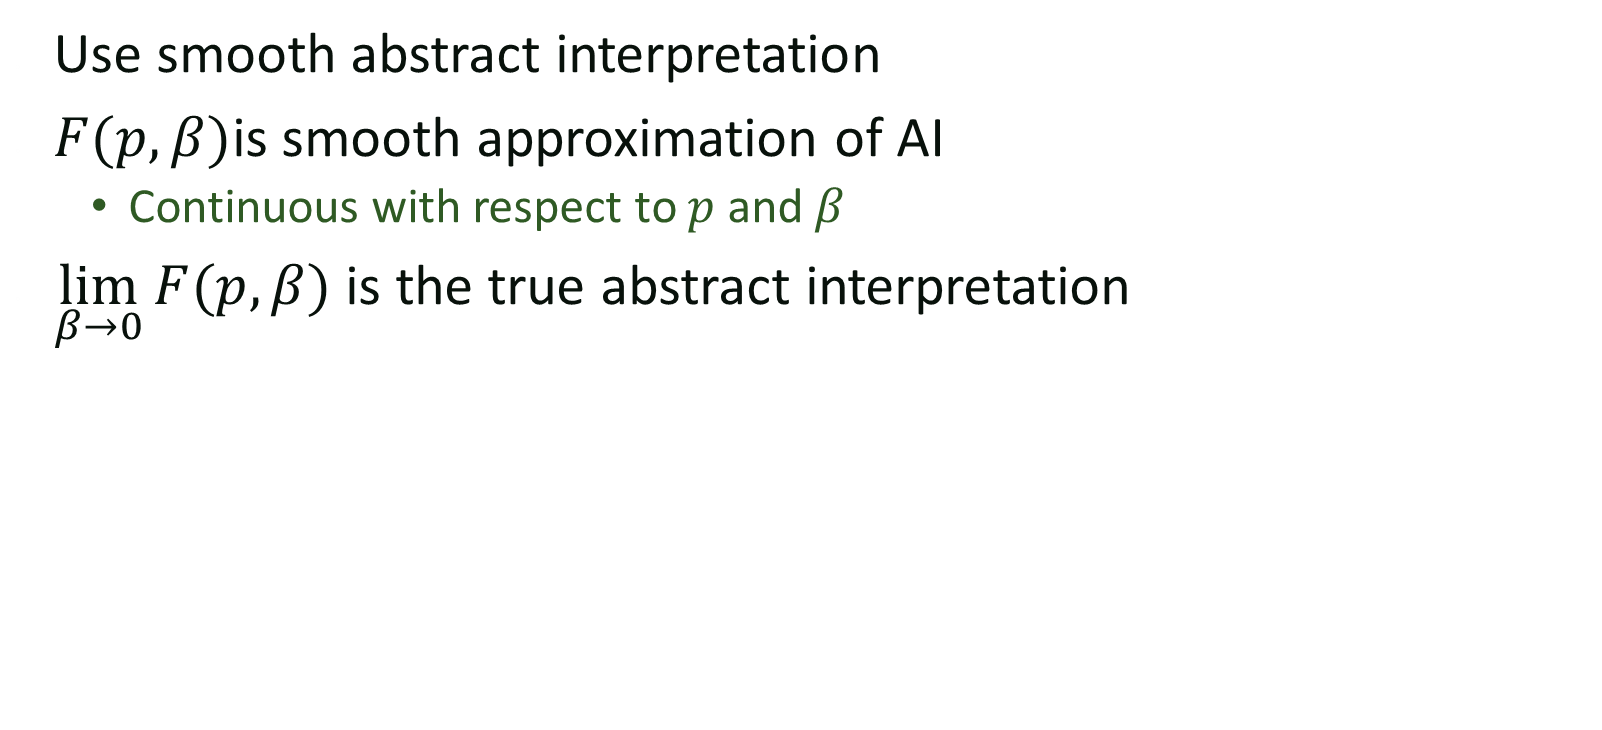 Use smooth abstract interpretation
F(p, β)is smooth approximation of AI
• Continuous with respect to p and β
lim F(p, β) is the true abstract interpretation
β→0